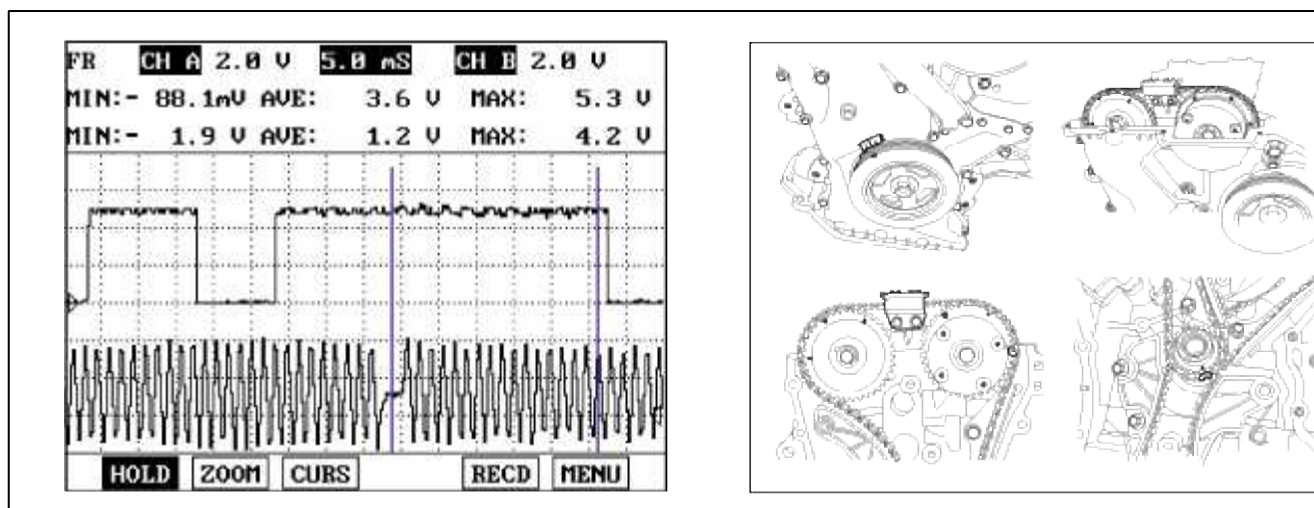 FR CH A 2.0 V 5.0 mS CH B 2.0 V
MIN:- 88.1mV AVE: 3.6 V MAX: 5.3 V
MIN:- 1.9 V AVE: 1.2 V MAX: 4.2 V
HOLD ZOOM CURS RECD MENU